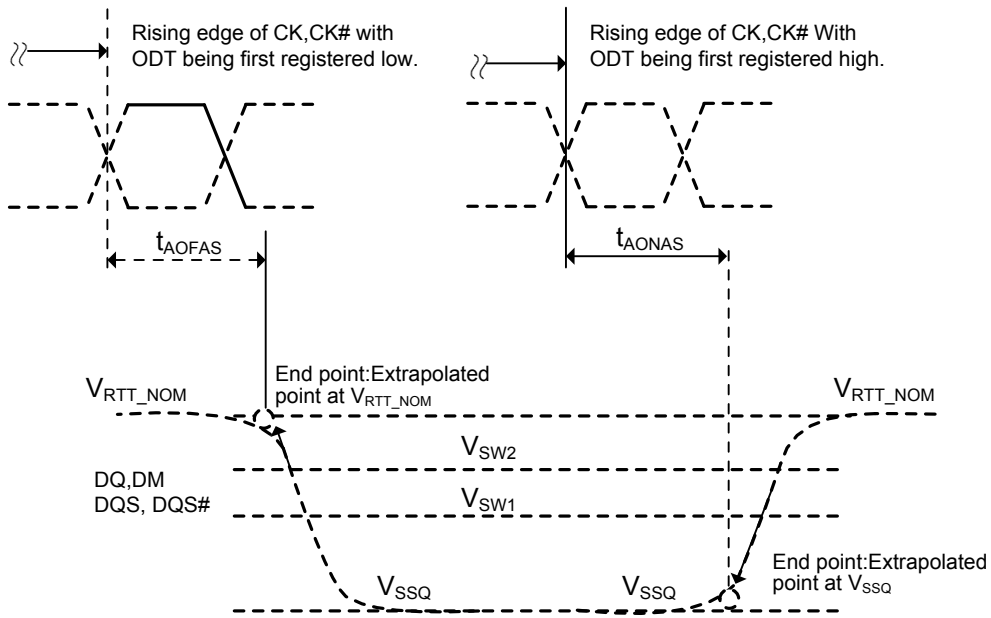 Rising edge of CK,CK# with
ODT being first registered low.
Rising edge of CK,CK# With
ODT being first registered high.
tAOFAS
tAONAS
End point:Extrapolated
point at VRTT_NOM
VRTT_NOM
VRTT_NOM
VSW2
DQ,DM
DQS, DQS#
VSW1
End point:Extrapolated
point at VSSQ
VSSQ
VSSQ